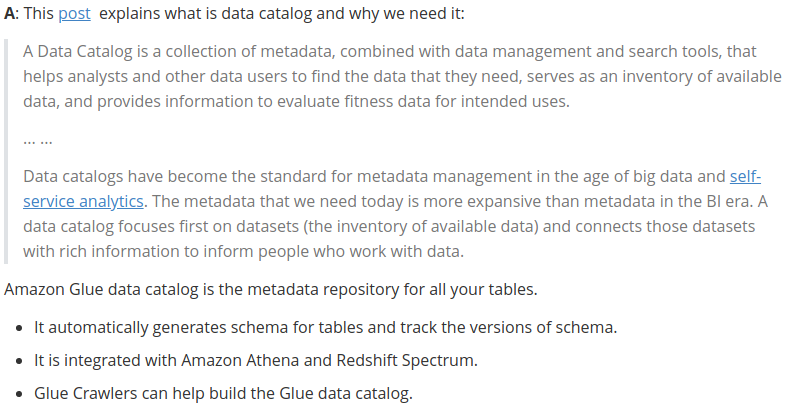 A: This post explains what is data catalog and why we need it:
A Data Catalog is a collection of metadata, combined with data management and search tools, that
helps analysts and other data users to find the data that they need, serves as an inventory of available
data, and provides information to evaluate fitness data for intended uses.
... ...
Data catalogs have become the standard for metadata management in the age of big data and self-
service analytics. The metadata that we need today is more expansive than metadata in the BI era. A
data catalog focuses first on datasets (the inventory of available data) and connects those datasets
with rich information to inform people who work with data.
Amazon Glue data catalog is the metadata repository for all your tables.
• It automatically generates schema for tables and track the versions of schema.
• It is integrated with Amazon Athena and Redshift Spectrum.
• Glue Crawlers can help build the Glue data catalog.